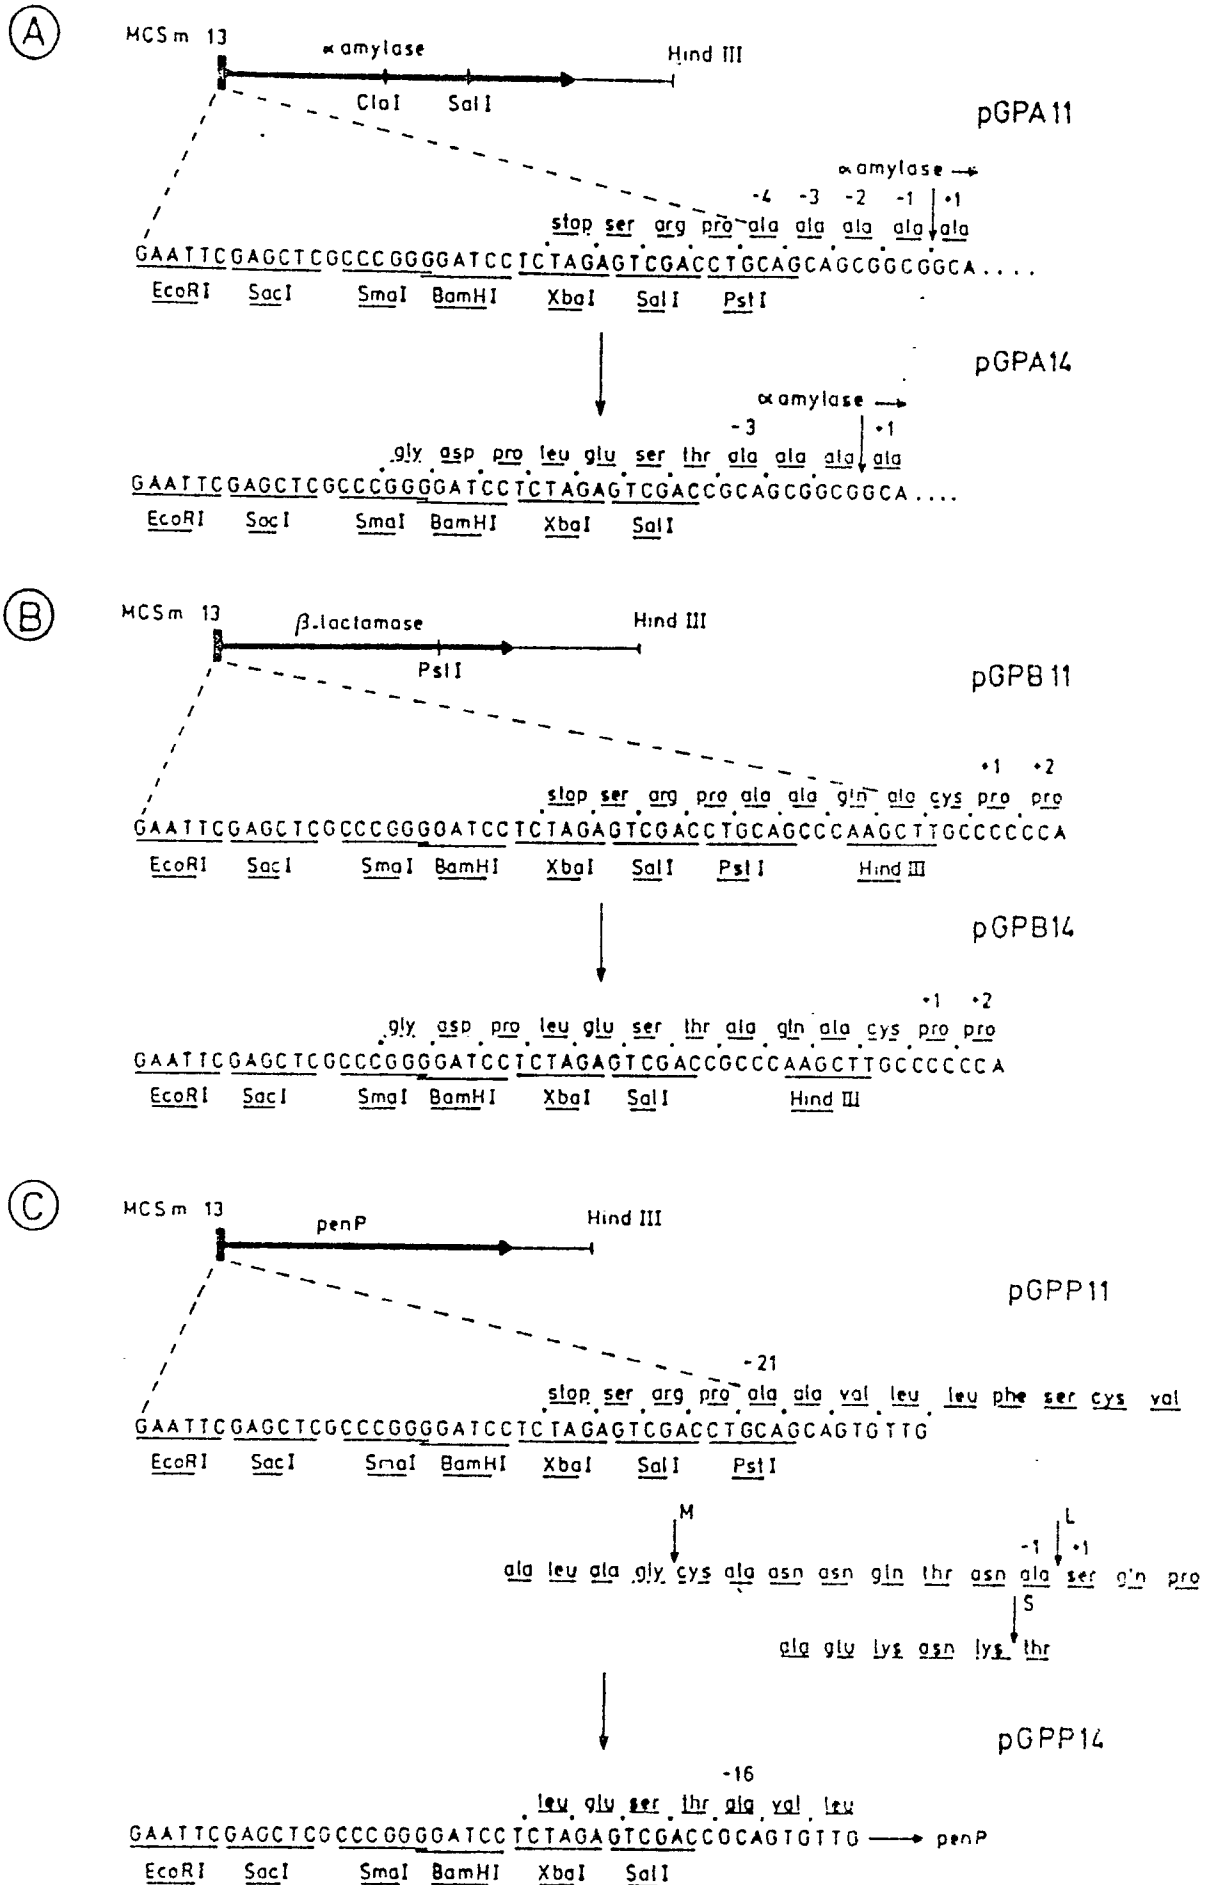 A
MCSm 13
α amylase
Hind III
ClaI SalI
pGPA11
α amylase →
-4 -3 -2 -1 +1
stop ser arg pro ala ala ala ala ala
GAATTCGAGCTCGCCCGGGGATCCTCTAGAGTCGACCTGCAGCAGCGGCGGCA....
EcoRI SacI SmaI BamHI XbaI SalI PstI
pGPA14
α amylase →
-3 +1
gly asp pro leu glu ser thr ala ala ala ala
GAATTCGAGCTCGCCCGGGGATCCTCTAGAGTCGACCGCAGCGGCGGCA....
EcoRI SacI SmaI BamHI XbaI SalI
B
MCSm 13
β-lactamase
Hind III
PstI
pGPB11
+1 +2
stop ser arg pro ala ala gln ala cys pro pro
GAATTCGAGCTCGCCCGGGGATCCTCTAGAGTCGACCTGCAGCCCAAGCTTGCCCCCCA
EcoRI SacI SmaI BamHI XbaI SalI PstI Hind III
pGPB14
+1 +2
gly asp pro leu glu ser thr ala gln ala cys pro pro
GAATTCGAGCTCGCCCGGGGATCCTCTAGAGTCGACCGCCCAAGCTTGCCCCCCA
EcoRI SacI SmaI BamHI XbaI SalI Hind III
C
MCSm 13
penP
Hind III
pGPP11
-21
stop ser arg pro ala ala val leu leu phe ser cys val
GAATTCGAGCTCGCCCGGGGATCCTCTAGAGTCGACCTGCAGCAGTGTTG
EcoRI SacI SmaI BamHI XbaI SalI PstI
M L
-1 +1
ala leu ala gly cys ala asn asn gln thr asn ala ser gln pro
S
ala glu lys asn lys thr
pGPP14
-16
leu glu ser thr ala val leu
GAATTCGAGCTCGCCCGGGGATCCTCTAGAGTCGACCGCAGTGTTG → penP
EcoRI SacI SmaI BamHI XbaI SalI